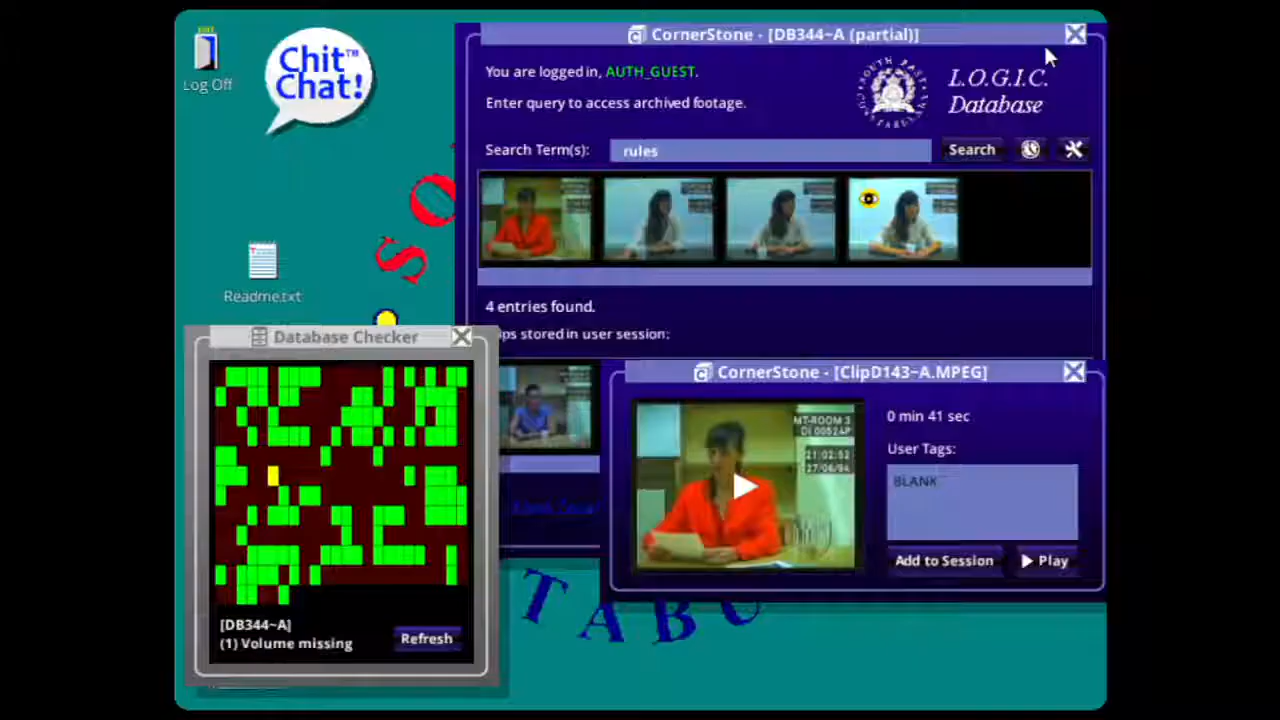 Log Off
Chit™
Chat!
Readme.txt
CornerStone - [DB344~A (partial)]
You are logged in, AUTH_GUEST.
Enter query to access archived footage.
L.O.G.I.C.
Database
Search Term(s):
rules
Search
4 entries found.
ps stored in user session:
SO
Database Checker
[DB344~A]
(1) Volume missing
Refresh
CornerStone - [ClipD143~A.MPEG]
MT-ROOM 3
21:02:52
27/06/94
0 min 41 sec
User Tags:
BLANK
Add to Session
Play
TABU